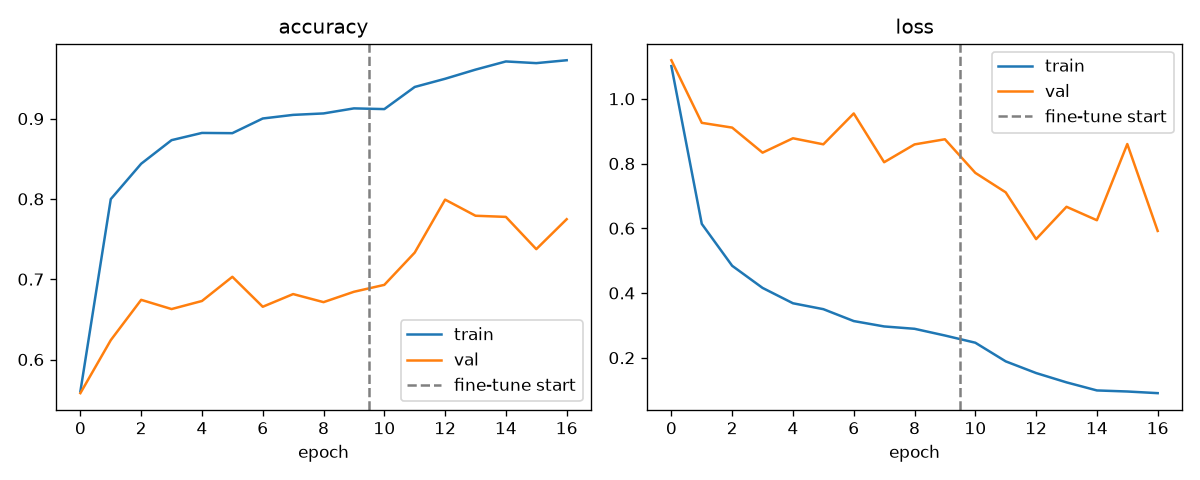 accuracy
0.9
0.8
0.7
0.6
0 2 4 6 8 10 12 14 16
epoch
train
val
fine-tune start
loss
1.0
0.8
0.6
0.4
0.2
0 2 4 6 8 10 12 14 16
epoch
train
val
fine-tune start